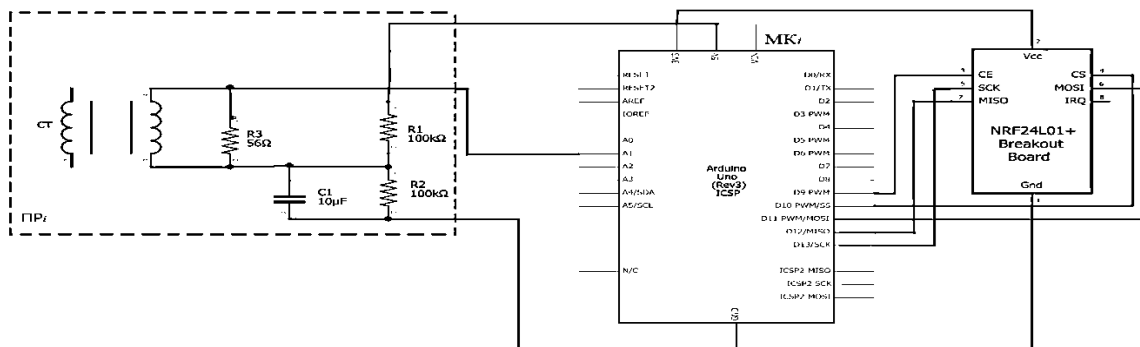 ПРi
CT
R3
56Ω
C1
10µF
R1
100kΩ
R2
100kΩ
MKi
3V3
5V
VIN
RESET
RESET2
AREF
IOREF
A0
A1
A2
A3
A4/SDA
A5/SCL
N/C
Arduino
Uno
(Rev3)
ICSP
D0/RX
D1/TX
D2
D3 PWM
D4
D5 PWM
D6 PWM
D7
D8
D9 PWM
D10 PWM/SS
D11 PWM/MOSI
D12/MISO
D13/SCK
ICSP2 MISO
ICSP2 SCK
ICSP2 MOSI
GND
Vcc
CE
SCK
MISO
CS
MOSI
IRQ
NRF24L01+
Breakout
Board
Gnd